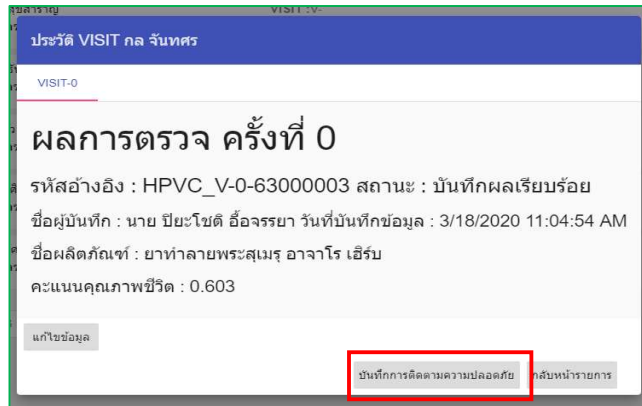 VISIT :V-
ประวัติ VISIT กล จันทศร
VISIT-0
ผลการตรวจ ครั้งที่ 0
รหัสอ้างอิง : HPVC_V-0-63000003 สถานะ : บันทึกผลเรียบร้อย
ชื่อผู้บันทึก : นาย ปิยะโชติ อื้อจรรยา วันที่บันทึกข้อมูล : 3/18/2020 11:04:54 AM
ชื่อผลิตภัณฑ์ : ยาทำลายพระสุเมรุ อาจาโร เฮิร์บ
คะแนนคุณภาพชีวิต : 0.603
แก้ไขข้อมูล
บันทึกการติดตามความปลอดภัย กลับหน้ารายการ